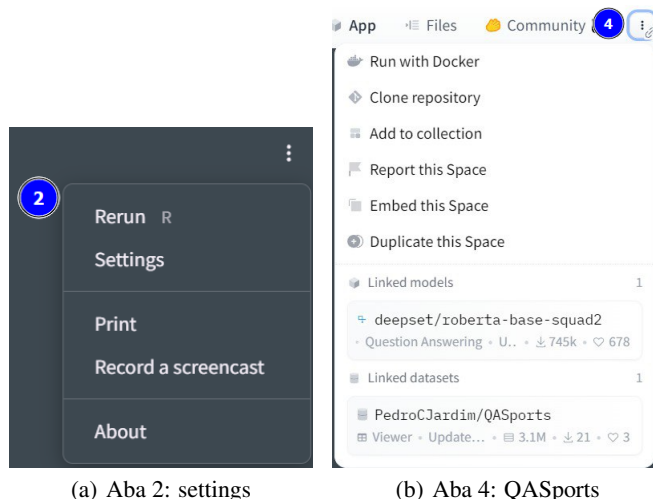 2
Rerun R
Settings
Print
Record a screencast
About
(a) Aba 2: settings
App Files Community 4
Run with Docker
Clone repository
Add to collection
Report this Space
Embed this Space
Duplicate this Space
Linked models 1
deepset/roberta-base-squad2
• Question Answering • U.. • 745k • 678
Linked datasets 1
PedroCJardim/QASports
Viewer • Update... • 3.1M • 21 • 3
(b) Aba 4: QASports